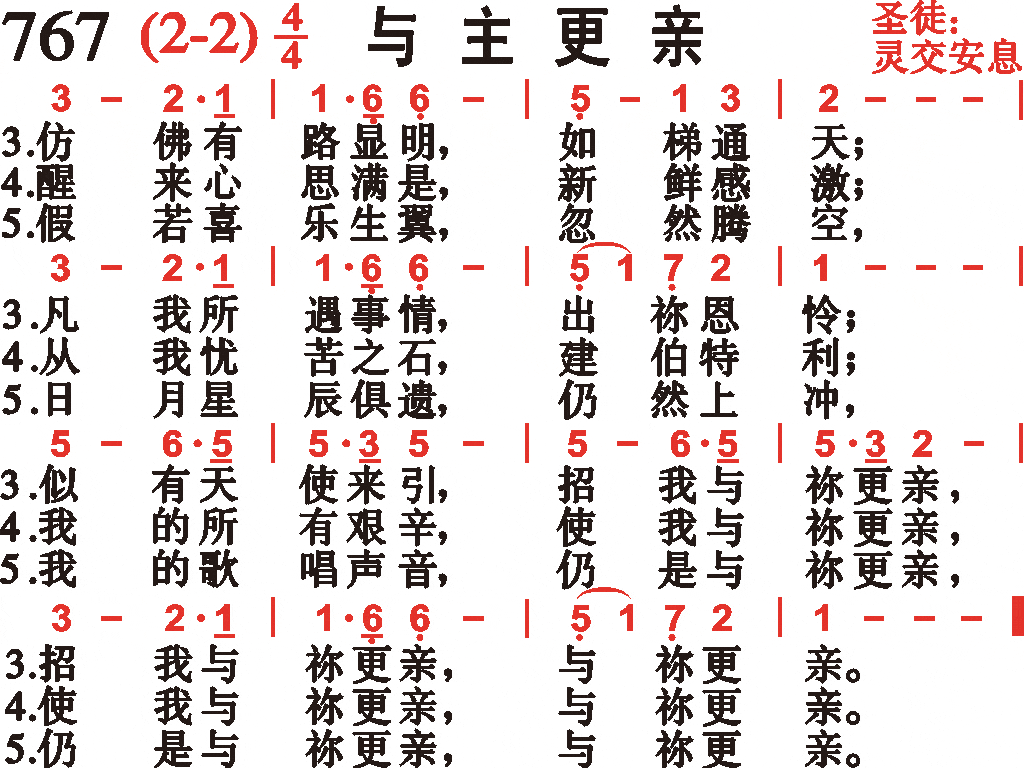 767 (2-2) 4/4 与主更亲 圣徒：
灵交安息
3 - 2·1 | 1·6 6 - | 5 - 1 3 | 2 - - - |
3.仿佛有路显明，如梯通天；
4.醒来心思满是，新鲜感激；
5.假若喜乐生翼，忽然腾空，
3 - 2·1 | 1·6 6 - | 5 1 7 2 | 1 - - - |
3.凡我所遇事情，出祢恩怜；
4.从我忧苦之石，建伯特利；
5.日月星辰俱遗，仍然上冲，
5 - 6·5 | 5·3 5 - | 5 - 6·5 | 5·3 2 - |
3.似有天使来引，招我与祢更亲，
4.我的所有艰辛，使我与祢更亲，
5.我的歌唱声音，仍是与祢更亲，
3 - 2·1 | 1·6 6 - | 5 1 7 2 | 1 - - -
3.招我与祢更亲，与祢更亲。
4.使我与祢更亲，与祢更亲。
5.仍是与祢更亲，与祢更亲。